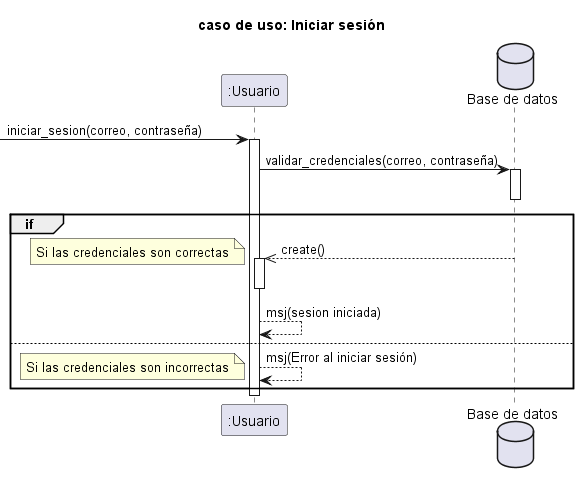 caso de uso: Iniciar sesión
:Usuario
Base de datos
iniciar_sesion(correo, contraseña)
validar_credenciales(correo, contraseña)
if
Si las credenciales son correctas
create()
msj(sesion iniciada)
Si las credenciales son incorrectas
msj(Error al iniciar sesión)
:Usuario
Base de datos